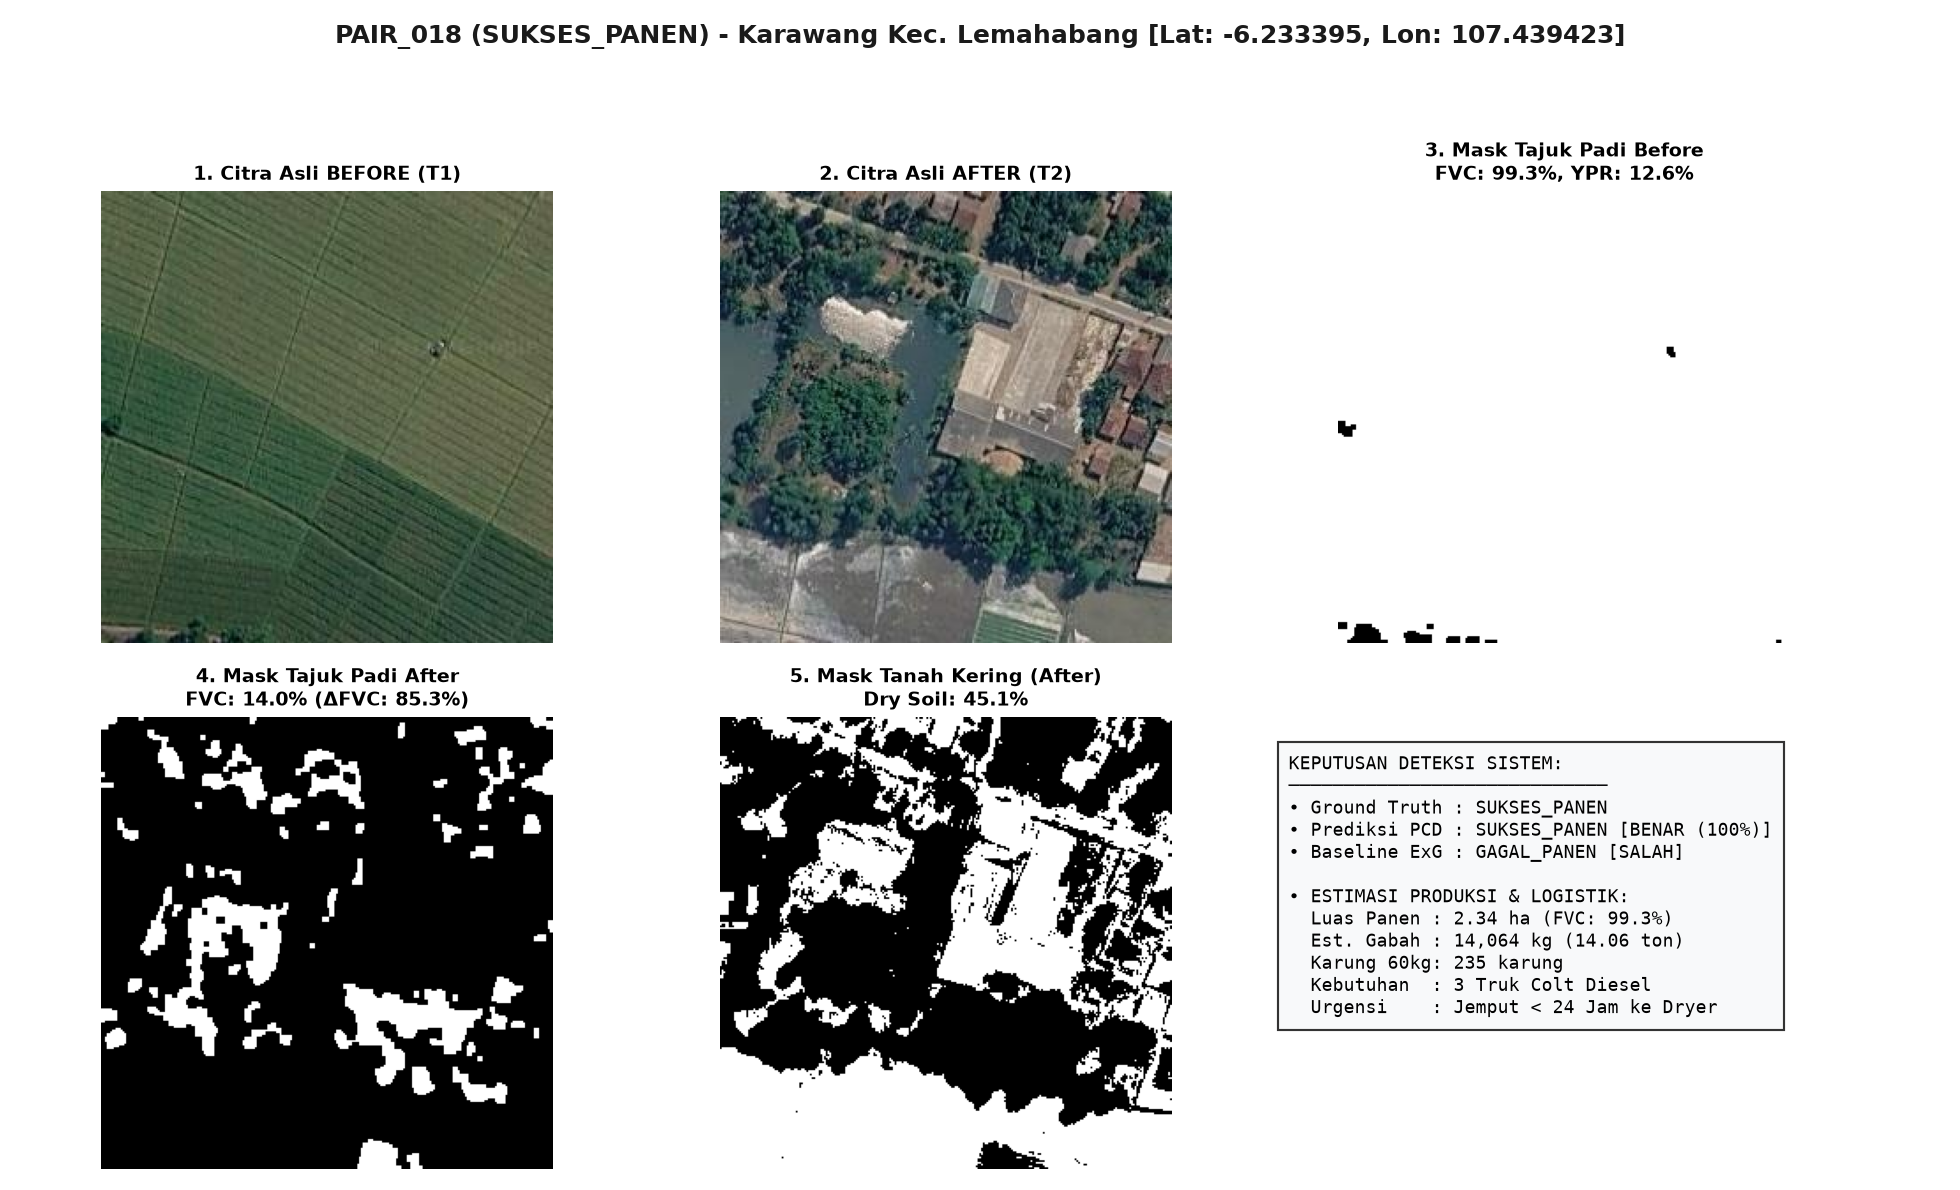 PAIR_018 (SUKSES_PANEN) - Karawang Kec. Lemahabang [Lat: -6.233395, Lon: 107.439423]
1. Citra Asli BEFORE (T1)
2. Citra Asli AFTER (T2)
3. Mask Tajuk Padi Before
FVC: 99.3%, YPR: 12.6%
4. Mask Tajuk Padi After
FVC: 14.0% (ΔFVC: 85.3%)
5. Mask Tanah Kering (After)
Dry Soil: 45.1%
KEPUTUSAN DETEKSI SISTEM:
• Ground Truth : SUKSES_PANEN
• Prediksi PCD : SUKSES_PANEN [BENAR (100%)]
• Baseline ExG : GAGAL_PANEN [SALAH]
• ESTIMASI PRODUKSI & LOGISTIK:
Luas Panen : 2.34 ha (FVC: 99.3%)
Est. Gabah : 14,064 kg (14.06 ton)
Karung 60kg: 235 karung
Kebutuhan : 3 Truk Colt Diesel
Urgensi : Jemput < 24 Jam ke Dryer